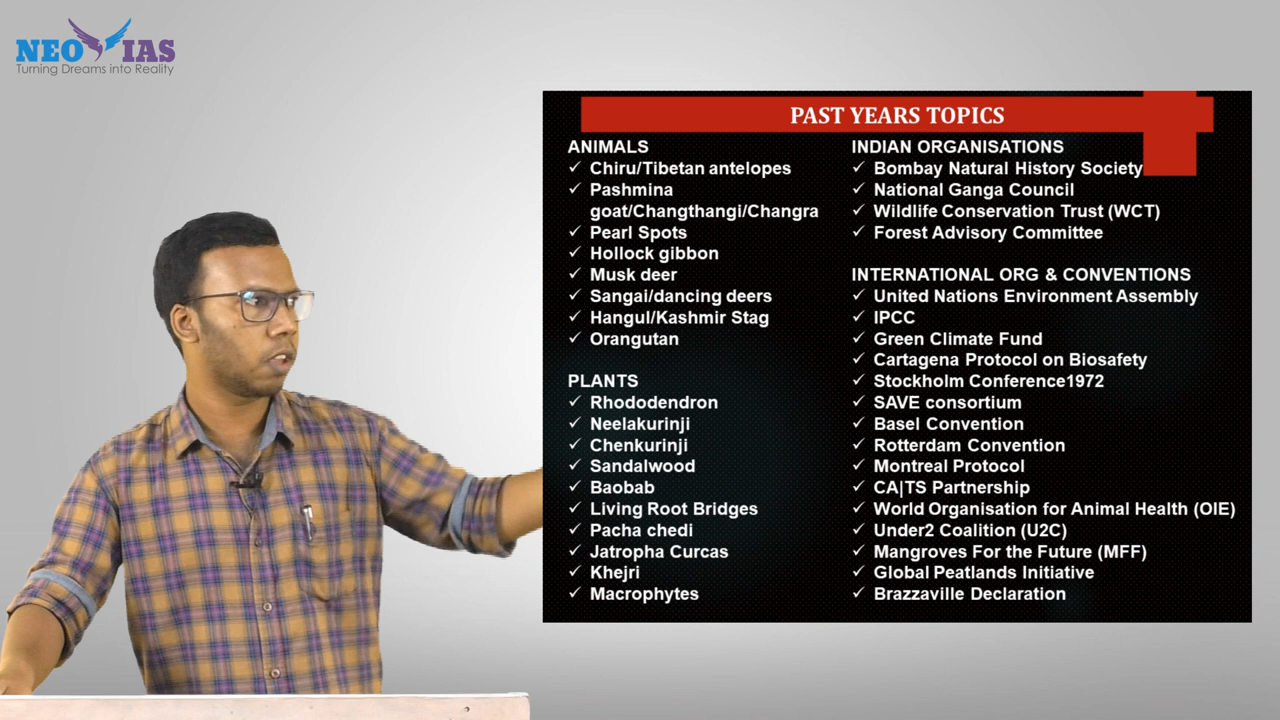 NEO IAS
Turning Dreams into Reality
PAST YEARS TOPICS
ANIMALS
✓ Chiru/Tibetan antelopes
✓ Pashmina
goat/Changthangi/Changra
✓ Pearl Spots
✓ Hollock gibbon
✓ Musk deer
✓ Sangai/dancing deers
✓ Hangul/Kashmir Stag
✓ Orangutan
PLANTS
✓ Rhododendron
✓ Neelakurinji
✓ Chenkurinji
✓ Sandalwood
✓ Baobab
✓ Living Root Bridges
✓ Pacha chedi
✓ Jatropha Curcas
✓ Khejri
✓ Macrophytes
INDIAN ORGANISATIONS
✓ Bombay Natural History Society
✓ National Ganga Council
✓ Wildlife Conservation Trust (WCT)
✓ Forest Advisory Committee
INTERNATIONAL ORG & CONVENTIONS
✓ United Nations Environment Assembly
✓ IPCC
✓ Green Climate Fund
✓ Cartagena Protocol on Biosafety
✓ Stockholm Conference1972
✓ SAVE consortium
✓ Basel Convention
✓ Rotterdam Convention
✓ Montreal Protocol
✓ CA|TS Partnership
✓ World Organisation for Animal Health (OIE)
✓ Under2 Coalition (U2C)
✓ Mangroves For the Future (MFF)
✓ Global Peatlands Initiative
✓ Brazzaville Declaration